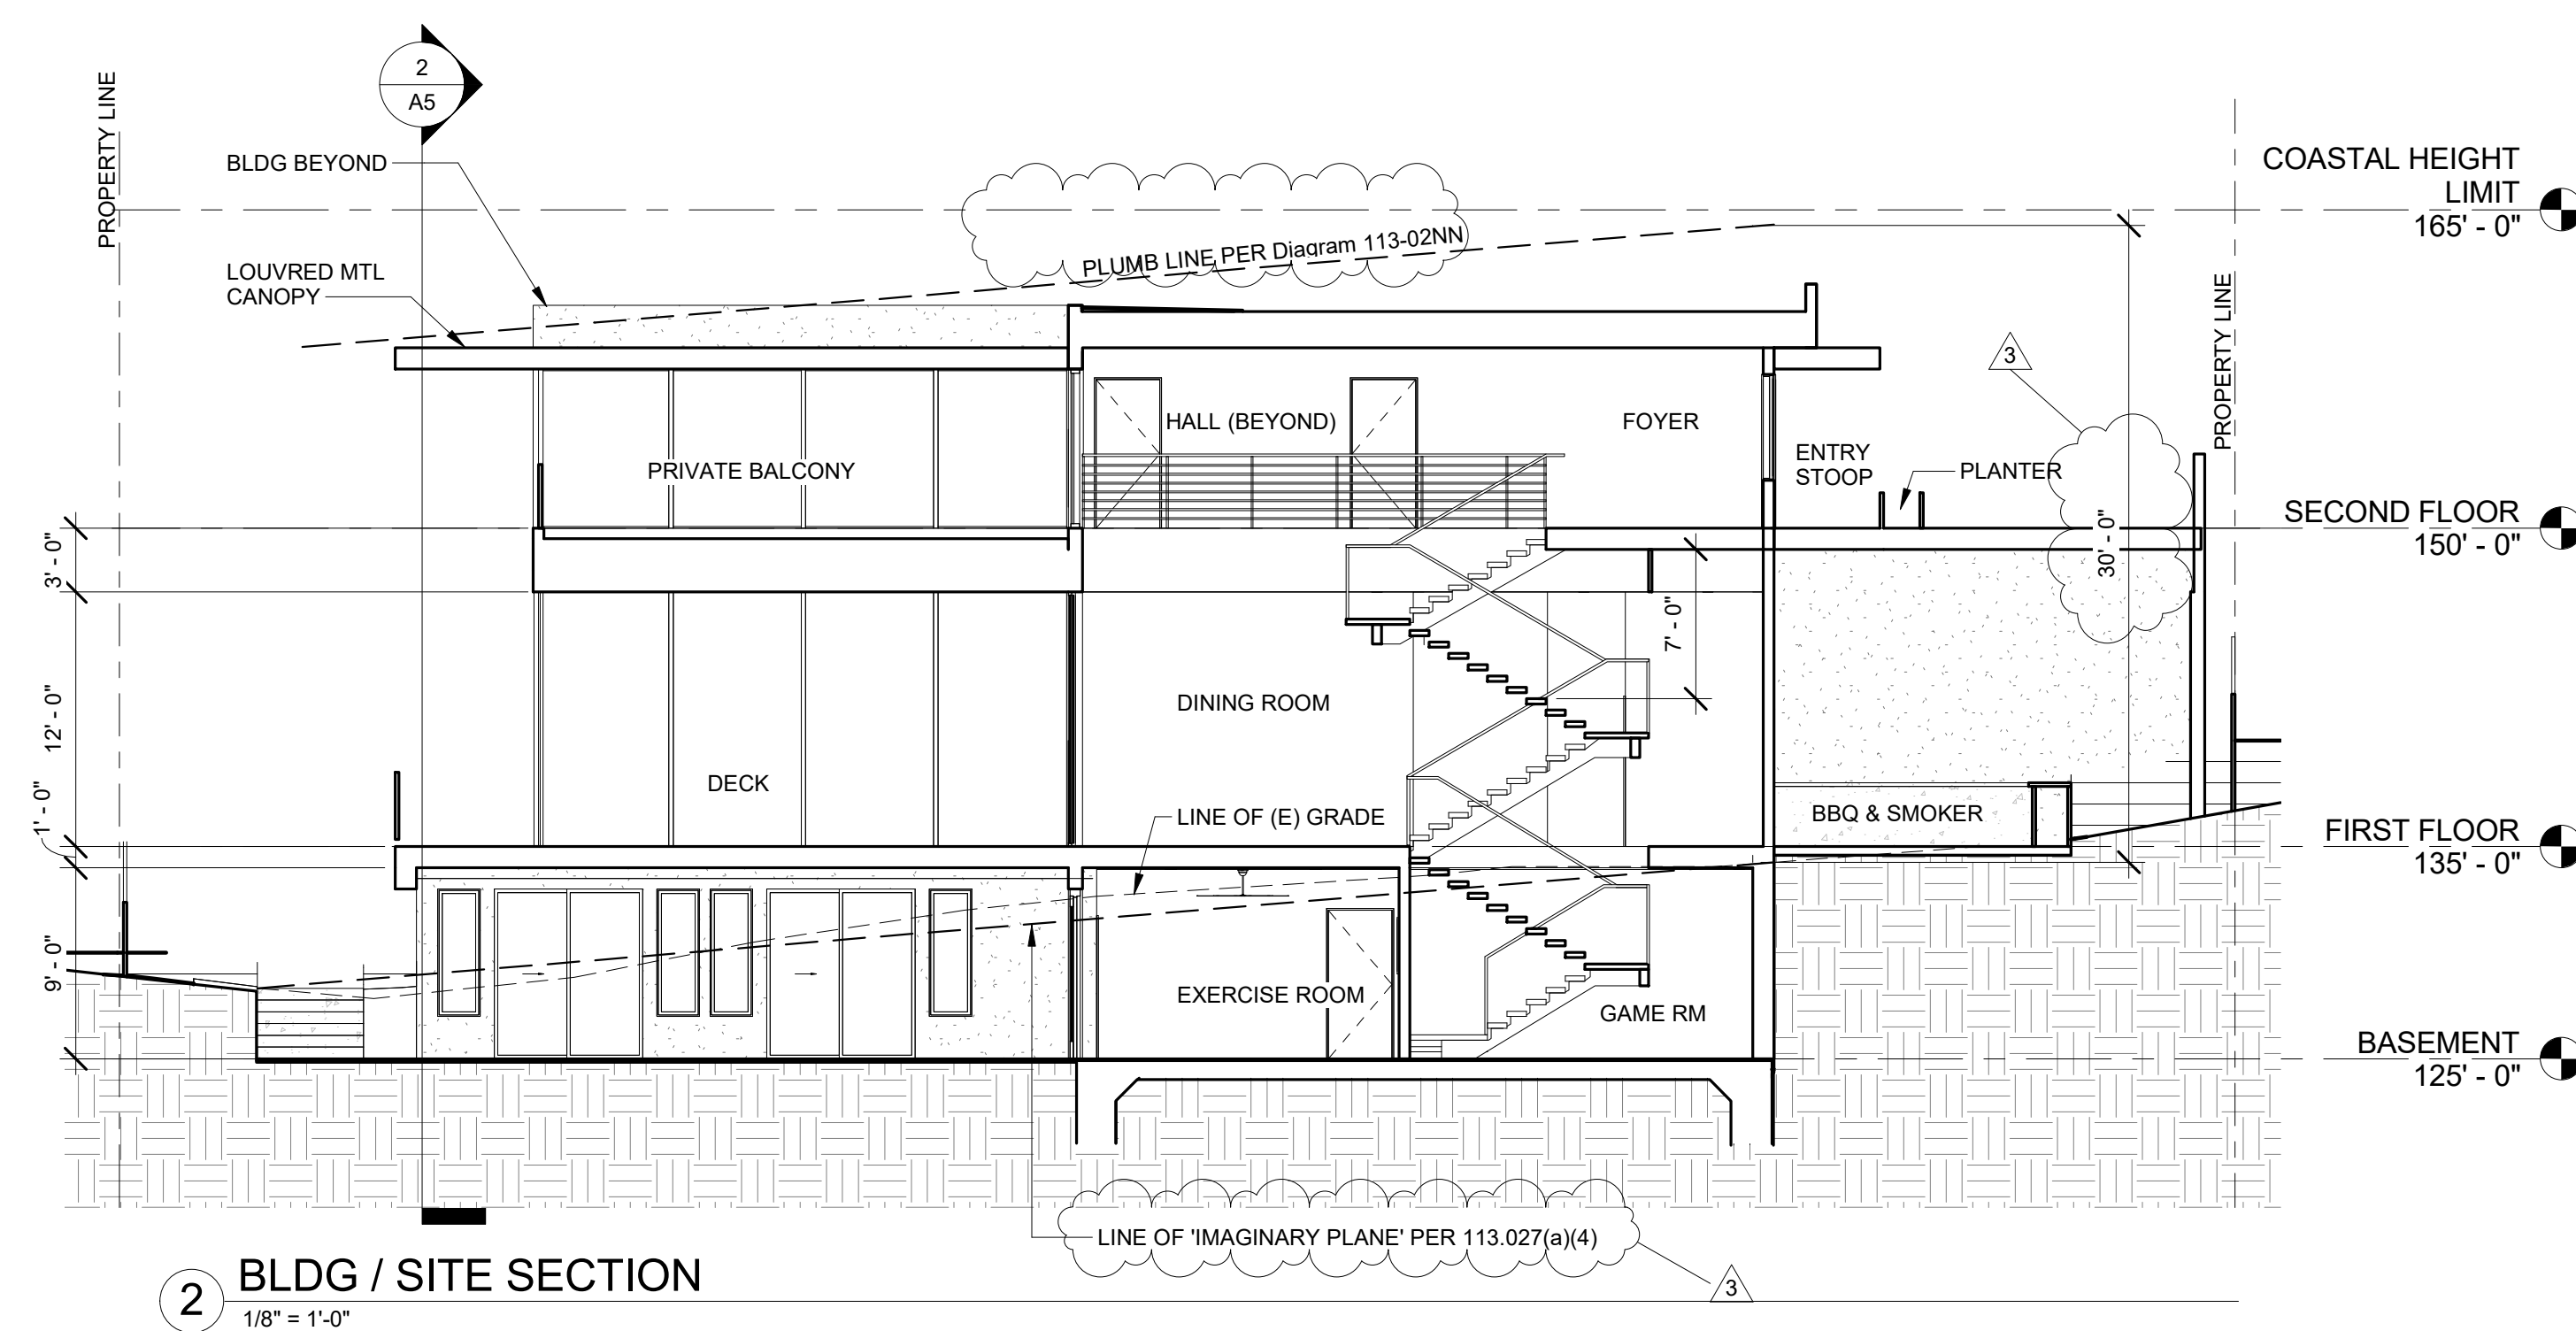 2
A5
PROPERTY LINE
BLDG BEYOND
LOUVRED MTL
CANOPY
PLUMB LINE PER Diagram 113-02NN
COASTAL HEIGHT
LIMIT
165' - 0"
PROPERTY LINE
3
HALL (BEYOND)
FOYER
ENTRY
STOOP
PLANTER
PRIVATE BALCONY
SECOND FLOOR
150' - 0"
3' - 0"
30' - 0"
7' - 0"
12' - 0"
DINING ROOM
DECK
1' - 0"
LINE OF (E) GRADE
BBQ & SMOKER
FIRST FLOOR
135' - 0"
9' - 0"
EXERCISE ROOM
GAME RM
BASEMENT
125' - 0"
LINE OF 'IMAGINARY PLANE' PER 113.027(a)(4)
3
2
BLDG / SITE SECTION
1/8" = 1'-0"